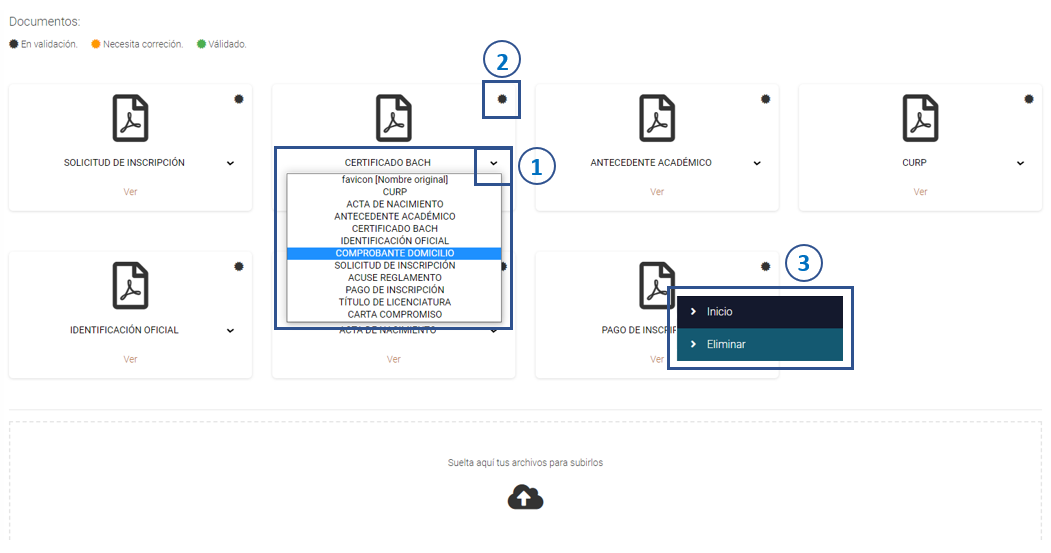 Documentos:
En validación. Necesita correción. Válidado.
2
SOLICITUD DE INSCRIPCIÓN
Ver
CERTIFICADO BACH
1
favicon [Nombre original]
CURP
ACTA DE NACIMIENTO
ANTECEDENTE ACADÉMICO
CERTIFICADO BACH
IDENTIFICACIÓN OFICIAL
COMPROBANTE DOMICILIO
SOLICITUD DE INSCRIPCIÓN
ACUSE REGLAMENTO
PAGO DE INSCRIPCIÓN
TÍTULO DE LICENCIATURA
CARTA COMPROMISO
ANTECEDENTE ACADÉMICO
Ver
CURP
Ver
IDENTIFICACIÓN OFICIAL
Ver
ACTA DE NACIMIENTO
Ver
PAGO DE INSCRIP
Ver
3
Inicio
Eliminar
Suelta aquí tus archivos para subirlos